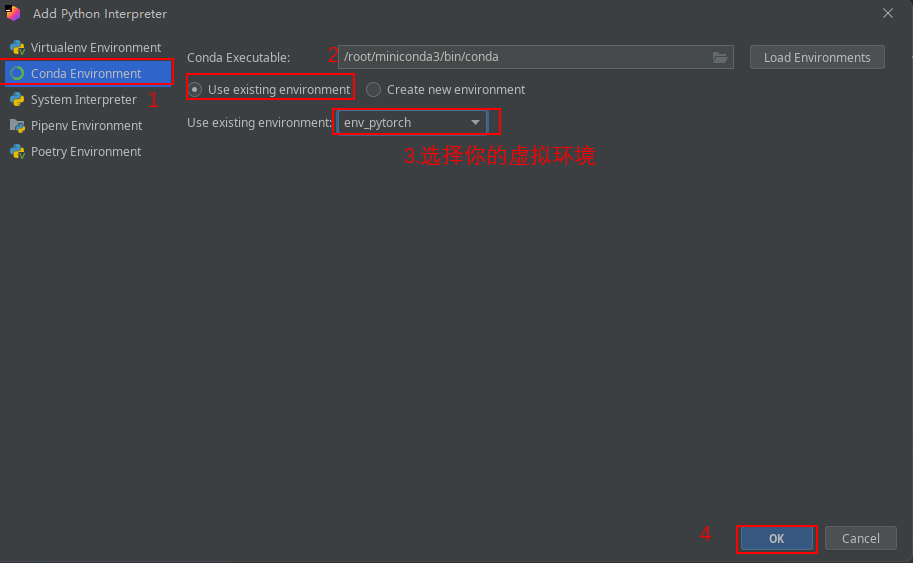 Add Python Interpreter
Virtualenv Environment
Conda Environment
System Interpreter 1
Pipenv Environment
Poetry Environment
Conda Executable: 2 /root/miniconda3/bin/conda Load Environments
Use existing environment Create new environment
Use existing environment: env_pytorch
3.选择你的虚拟环境
4 OK Cancel